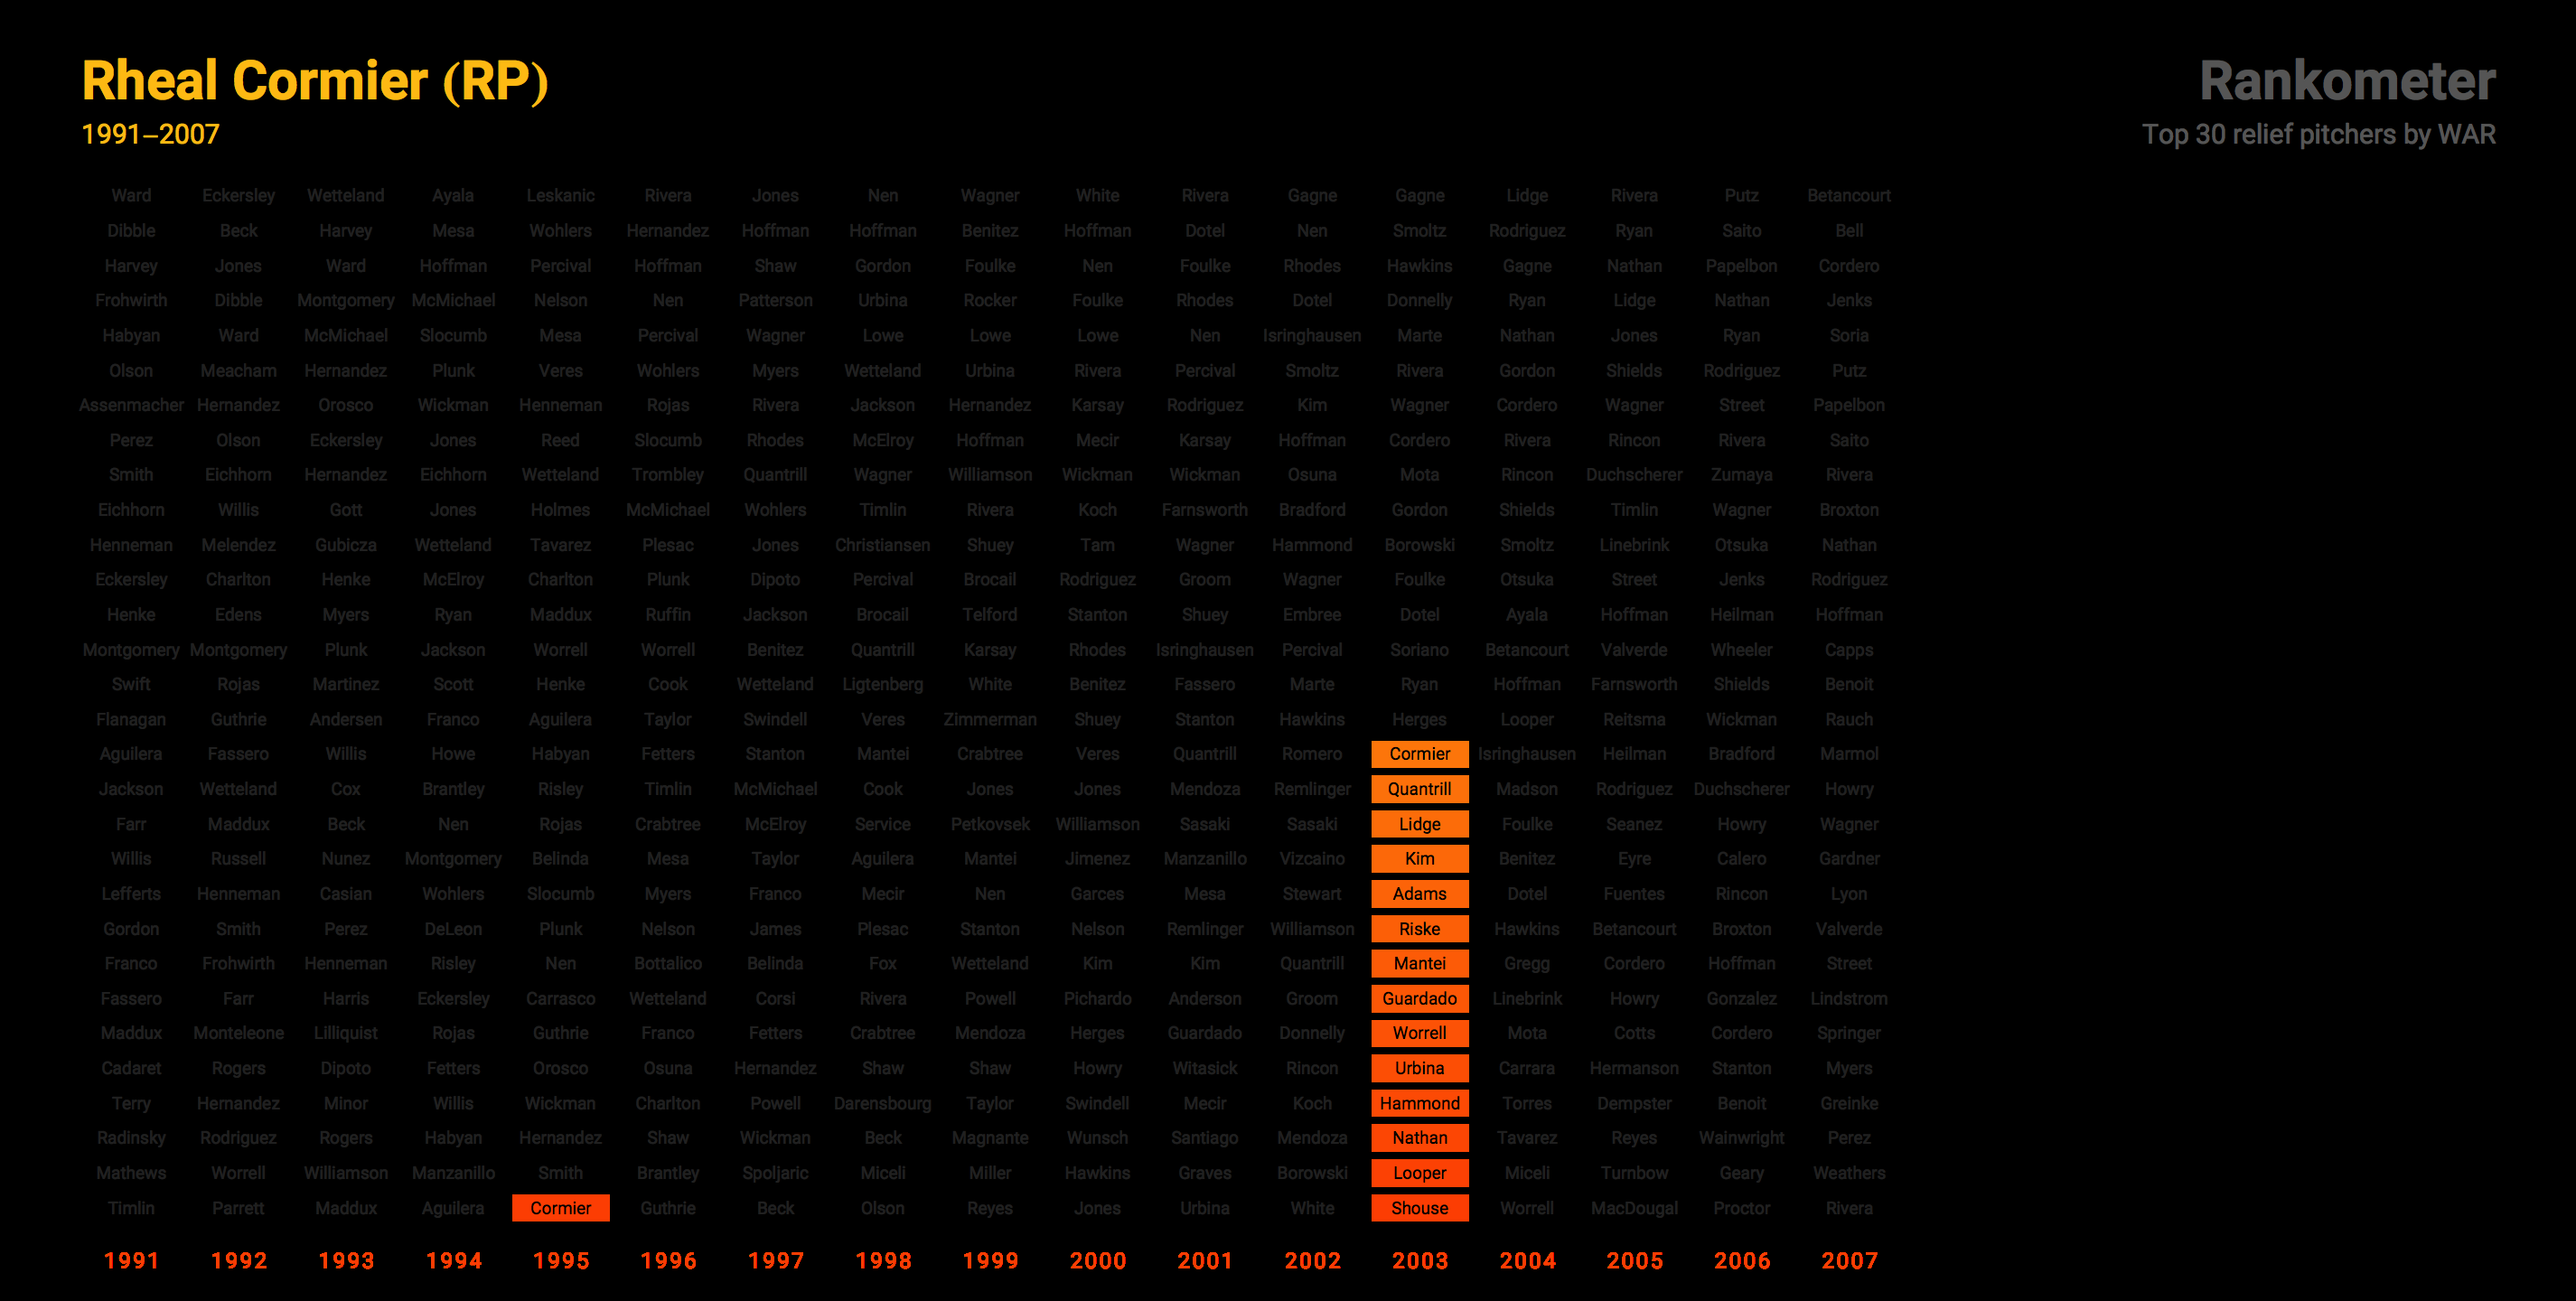 Rheal Cormier (RP)
Rankometer
1991–2007
Top 30 relief pitchers by WAR
Ward Eckersley Wetteland Ayala Leskanic Rivera Jones Nen Wagner White Rivera Gagne Gagne Lidge Rivera Putz Betancourt
Dibble Beck Harvey Mesa Wohlers Hernandez Hoffman Hoffman Benitez Hoffman Dotel Nen Smoltz Rodriguez Ryan Saito Bell
Harvey Jones Ward Hoffman Percival Hoffman Shaw Gordon Foulke Nen Foulke Rhodes Hawkins Gagne Nathan Papelbon Cordero
Frohwirth Dibble Montgomery McMichael Nelson Nen Patterson Urbina Rocker Foulke Rhodes Dotel Donnelly Ryan Lidge Nathan Jenks
Habyan Ward McMichael Slocumb Mesa Percival Wagner Lowe Lowe Lowe Nen Isringhausen Marte Nathan Jones Ryan Soria
Olson Meacham Hernandez Plunk Veres Wohlers Myers Wetteland Urbina Rivera Percival Smoltz Rivera Gordon Shields Rodriguez Putz
Assenmacher Hernandez Orosco Wickman Henneman Rojas Rivera Jackson Hernandez Karsay Rodriguez Kim Wagner Cordero Wagner Street Papelbon
Perez Olson Eckersley Jones Reed Slocumb Rhodes McElroy Hoffman Mecir Karsay Hoffman Cordero Rivera Rincon Rivera Saito
Smith Eichhorn Hernandez Eichhorn Wetteland Trombley Quantrill Wagner Williamson Wickman Wickman Osuna Mota Rincon Duchscherer Zumaya Rivera
Eichhorn Willis Gott Jones Holmes McMichael Wohlers Timlin Rivera Koch Farnsworth Bradford Gordon Shields Timlin Wagner Broxton
Henneman Melendez Gubicza Wetteland Tavarez Plesac Jones Christiansen Shuey Tam Wagner Hammond Borowski Smoltz Linebrink Otsuka Nathan
Eckersley Charlton Henke McElroy Charlton Plunk Dipoto Percival Brocail Rodriguez Groom Wagner Foulke Otsuka Street Jenks Rodriguez
Henke Edens Myers Ryan Maddux Ruffin Jackson Brocail Telford Stanton Shuey Embree Dotel Ayala Hoffman Heilman Hoffman
Montgomery Montgomery Plunk Jackson Worrell Worrell Benitez Quantrill Karsay Rhodes Isringhausen Percival Soriano Betancourt Valverde Wheeler Capps
Swift Rojas Martinez Scott Henke Cook Wetteland Ligtenberg White Benitez Fassero Marte Ryan Hoffman Farnsworth Shields Benoit
Flanagan Guthrie Andersen Franco Aguilera Taylor Swindell Veres Zimmerman Shuey Stanton Hawkins Herges Looper Reitsma Wickman Rauch
Aguilera Fassero Willis Howe Habyan Fetters Stanton Mantei Crabtree Veres Quantrill Romero Cormier Isringhausen Heilman Bradford Marmol
Jackson Wetteland Cox Brantley Risley Timlin McMichael Cook Jones Jones Mendoza Remlinger Quantrill Madson Rodriguez Duchscherer Howry
Farr Maddux Beck Nen Rojas Crabtree McElroy Service Petkovsek Williamson Sasaki Sasaki Lidge Foulke Seanez Howry Wagner
Willis Russell Nunez Montgomery Belinda Mesa Taylor Aguilera Mantei Jimenez Manzanillo Vizcaino Kim Benitez Eyre Calero Gardner
Lefferts Henneman Casian Wohlers Slocumb Myers Franco Mecir Nen Garces Mesa Stewart Adams Dotel Fuentes Rincon Lyon
Gordon Smith Perez DeLeon Plunk Nelson James Plesac Stanton Nelson Remlinger Williamson Riske Hawkins Betancourt Broxton Valverde
Franco Frohwirth Henneman Risley Nen Bottalico Belinda Fox Wetteland Kim Kim Quantrill Mantei Gregg Cordero Hoffman Street
Fassero Farr Harris Eckersley Carrasco Wetteland Corsi Rivera Powell Pichardo Anderson Groom Guardado Linebrink Howry Gonzalez Lindstrom
Maddux Monteleone Lilliquist Rojas Guthrie Franco Fetters Crabtree Mendoza Herges Guardado Donnelly Worrell Mota Cotts Cordero Springer
Cadaret Rogers Dipoto Fetters Orosco Osuna Hernandez Shaw Shaw Howry Witasick Rincon Urbina Carrara Hermanson Stanton Myers
Terry Hernandez Minor Willis Wickman Charlton Powell Darensbourg Taylor Swindell Mecir Koch Hammond Torres Dempster Benoit Greinke
Radinsky Rodriguez Rogers Habyan Hernandez Shaw Wickman Beck Magnante Wunsch Santiago Mendoza Nathan Tavarez Reyes Wainwright Perez
Mathews Worrell Williamson Manzanillo Smith Brantley Spoljaric Miceli Miller Hawkins Graves Borowski Looper Miceli Turnbow Geary Weathers
Timlin Parrett Maddux Aguilera Cormier Guthrie Beck Olson Reyes Jones Urbina White Shouse Worrell MacDougal Proctor Rivera
1991 1992 1993 1994 1995 1996 1997 1998 1999 2000 2001 2002 2003 2004 2005 2006 2007